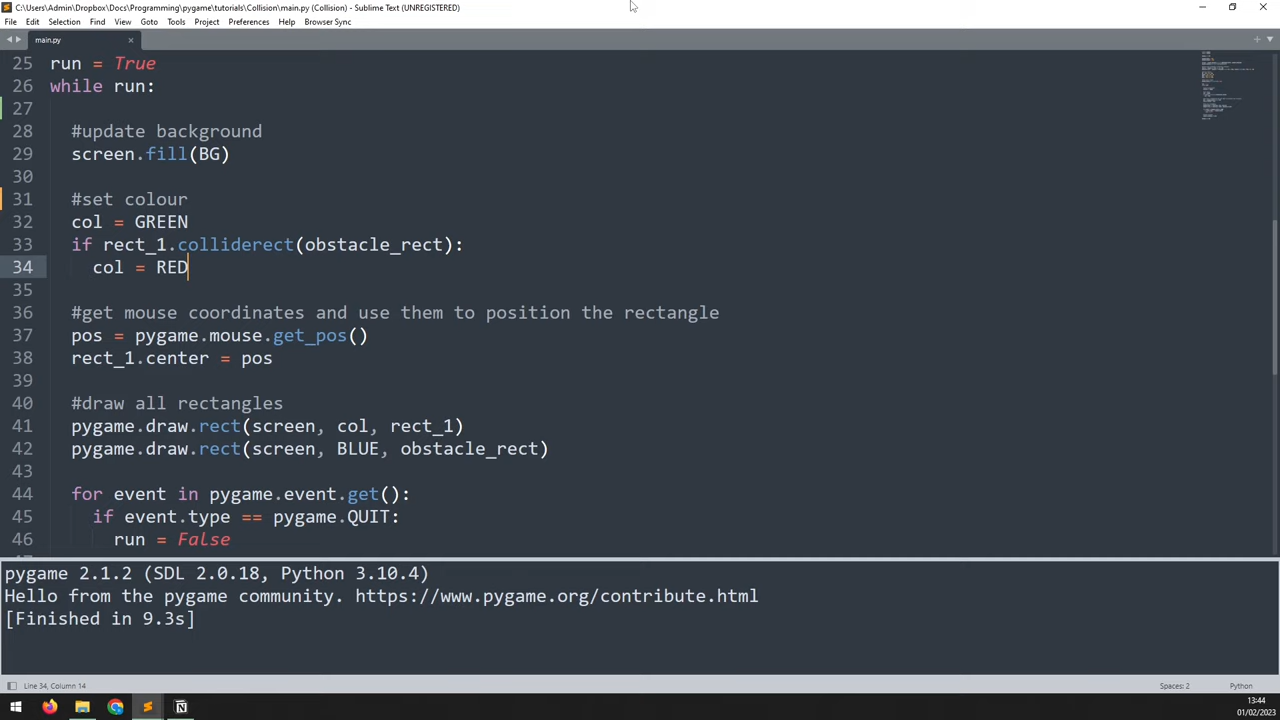 C:\Users\Admin\Dropbox\Docs\Programming\pygame\tutorials\Collision\main.py (Collision) - Sublime Text (UNREGISTERED)
File Edit Selection Find View Goto Tools Project Preferences Help Browser Sync
main.py
25 run = True
26 while run:
27
28   #update background
29   screen.fill(BG)
30
31   #set colour
32   col = GREEN
33   if rect_1.colliderect(obstacle_rect):
34     col = RED
35
36   #get mouse coordinates and use them to position the rectangle
37   pos = pygame.mouse.get_pos()
38   rect_1.center = pos
39
40   #draw all rectangles
41   pygame.draw.rect(screen, col, rect_1)
42   pygame.draw.rect(screen, BLUE, obstacle_rect)
43
44   for event in pygame.event.get():
45     if event.type == pygame.QUIT:
46       run = False
pygame 2.1.2 (SDL 2.0.18, Python 3.10.4)
Hello from the pygame community. https://www.pygame.org/contribute.html
[Finished in 9.3s]
Line 34, Column 14 Spaces: 2 Python
13:44
01/02/2023